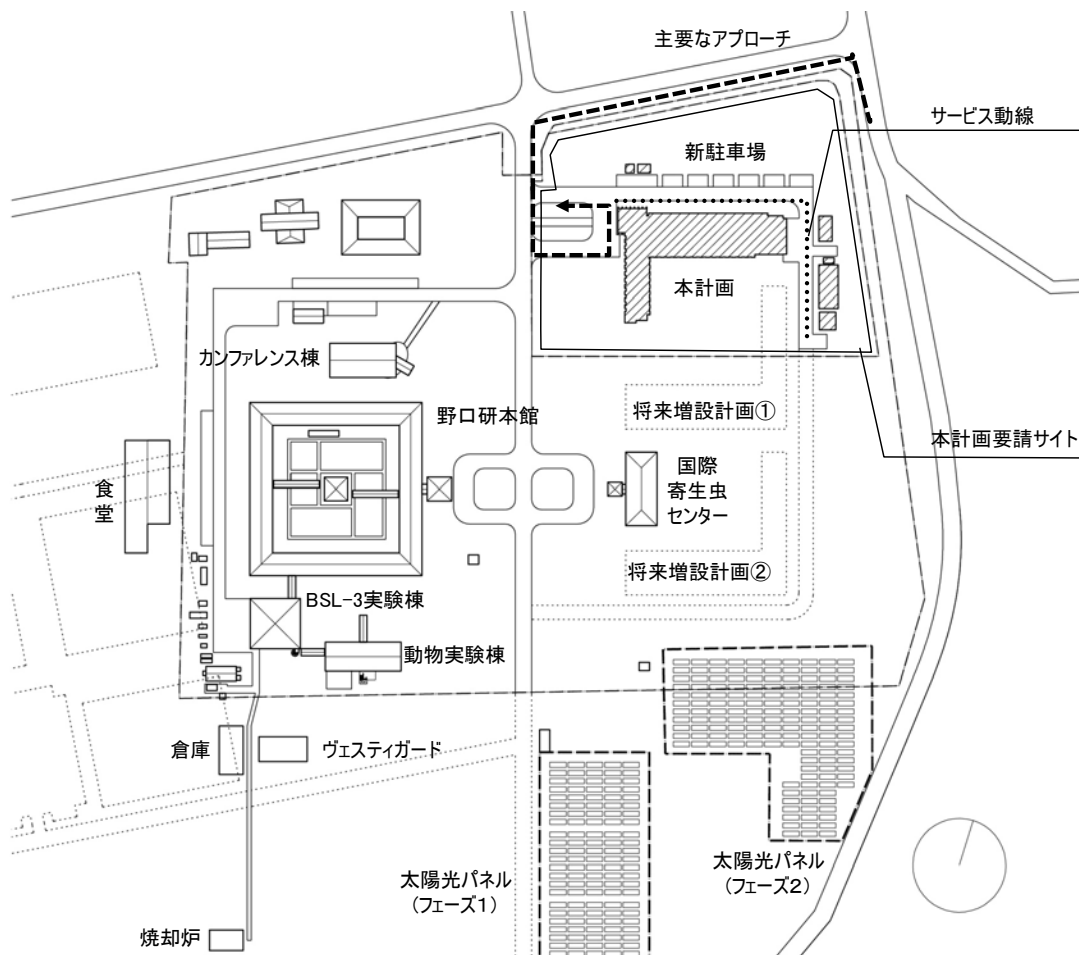 主要なアプローチ
サービス動線
新駐車場
本計画
カンファレンス棟
野口研本館
将来増設計画①
本計画要請サイト
食
堂
国際
寄生虫
センター
将来増設計画②
BSL-3実験棟
動物実験棟
倉庫
ヴェスティガード
太陽光パネル
（フェーズ1）
太陽光パネル
（フェーズ2）
焼却炉